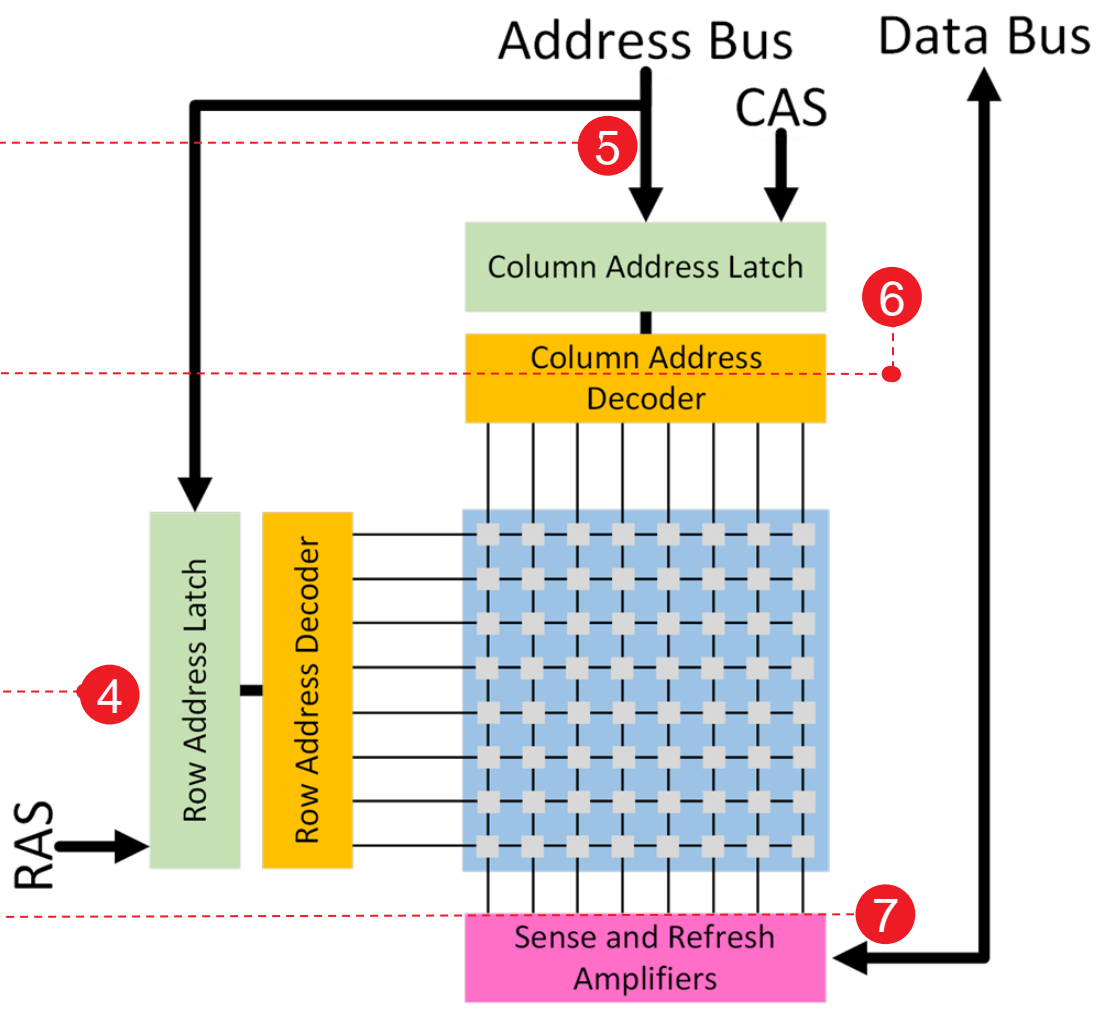 Address Bus
Data Bus
CAS
5
Column Address Latch
6
Column Address
Decoder
Row Address Latch
Row Address Decoder
4
RAS
7
Sense and Refresh
Amplifiers